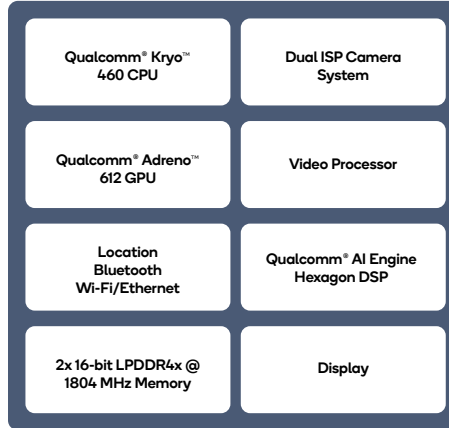 Qualcomm® Kryo™
460 CPU
Dual ISP Camera
System
Qualcomm® Adreno™
612 GPU
Video Processor
Location
Bluetooth
Wi-Fi/Ethernet
Qualcomm® AI Engine
Hexagon DSP
2x 16-bit LPDDR4x @
1804 MHz Memory
Display